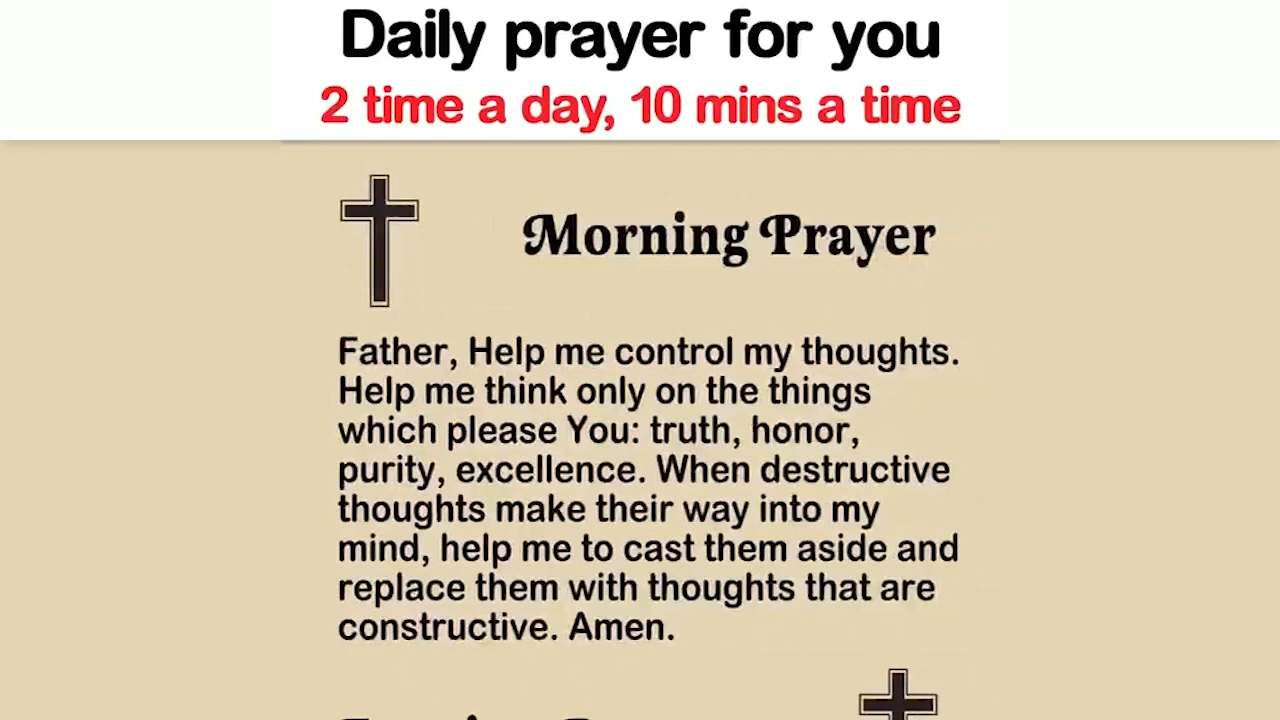 Daily prayer for you
2 time a day, 10 mins a time
Morning Prayer
Father, Help me control my thoughts.
Help me think only on the things
which please You: truth, honor,
purity, excellence. When destructive
thoughts make their way into my
mind, help me to cast them aside and
replace them with thoughts that are
constructive. Amen.